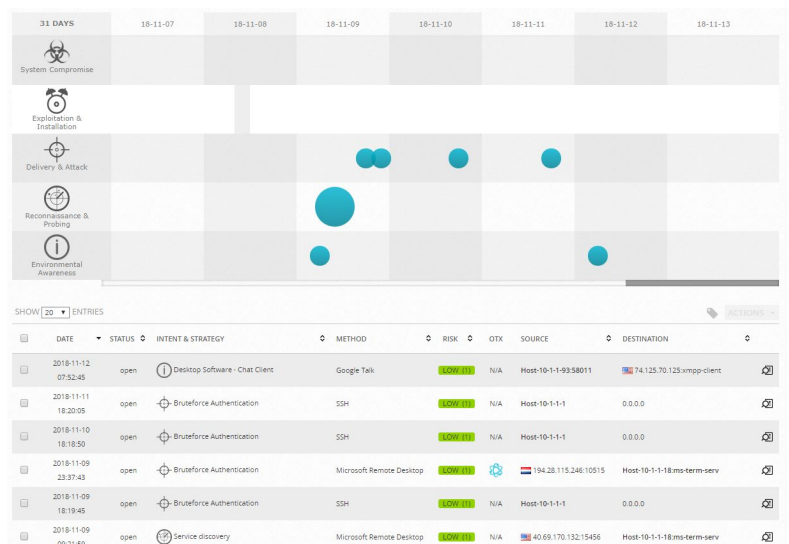 31 DAYS 18-11-07 18-11-08 18-11-09 18-11-10 18-11-11 18-11-12 18-11-13
System Compromise
Exploitation &
Installation
Delivery & Attack
Reconnaissance &
Probing
Environmental
Awareness
SHOW 20 ENTRIES ACTIONS
DATE STATUS INTENT & STRATEGY METHOD RISK OTX SOURCE DESTINATION
2018-11-12
07:52:45 open Desktop Software - Chat Client Google Talk LOW (1) N/A Host-10-1-1-93:58011 74.125.70.125:xmpp-client
2018-11-11
18:20:05 open Bruteforce Authentication SSH LOW (1) N/A Host-10-1-1-1 0.0.0.0
2018-11-10
18:18:50 open Bruteforce Authentication SSH LOW (1) N/A Host-10-1-1-1 0.0.0.0
2018-11-09
23:37:43 open Bruteforce Authentication Microsoft Remote Desktop LOW (1) 194.28.115.246:10515 Host-10-1-1-18:ms-term-serv
2018-11-09
18:19:45 open Bruteforce Authentication SSH LOW (1) N/A Host-10-1-1-1 0.0.0.0
2018-11-09
open Service discovery Microsoft Remote Desktop LOW (1) N/A 40.69.170.132:15456 Host-10-1-1-18:ms-term-serv